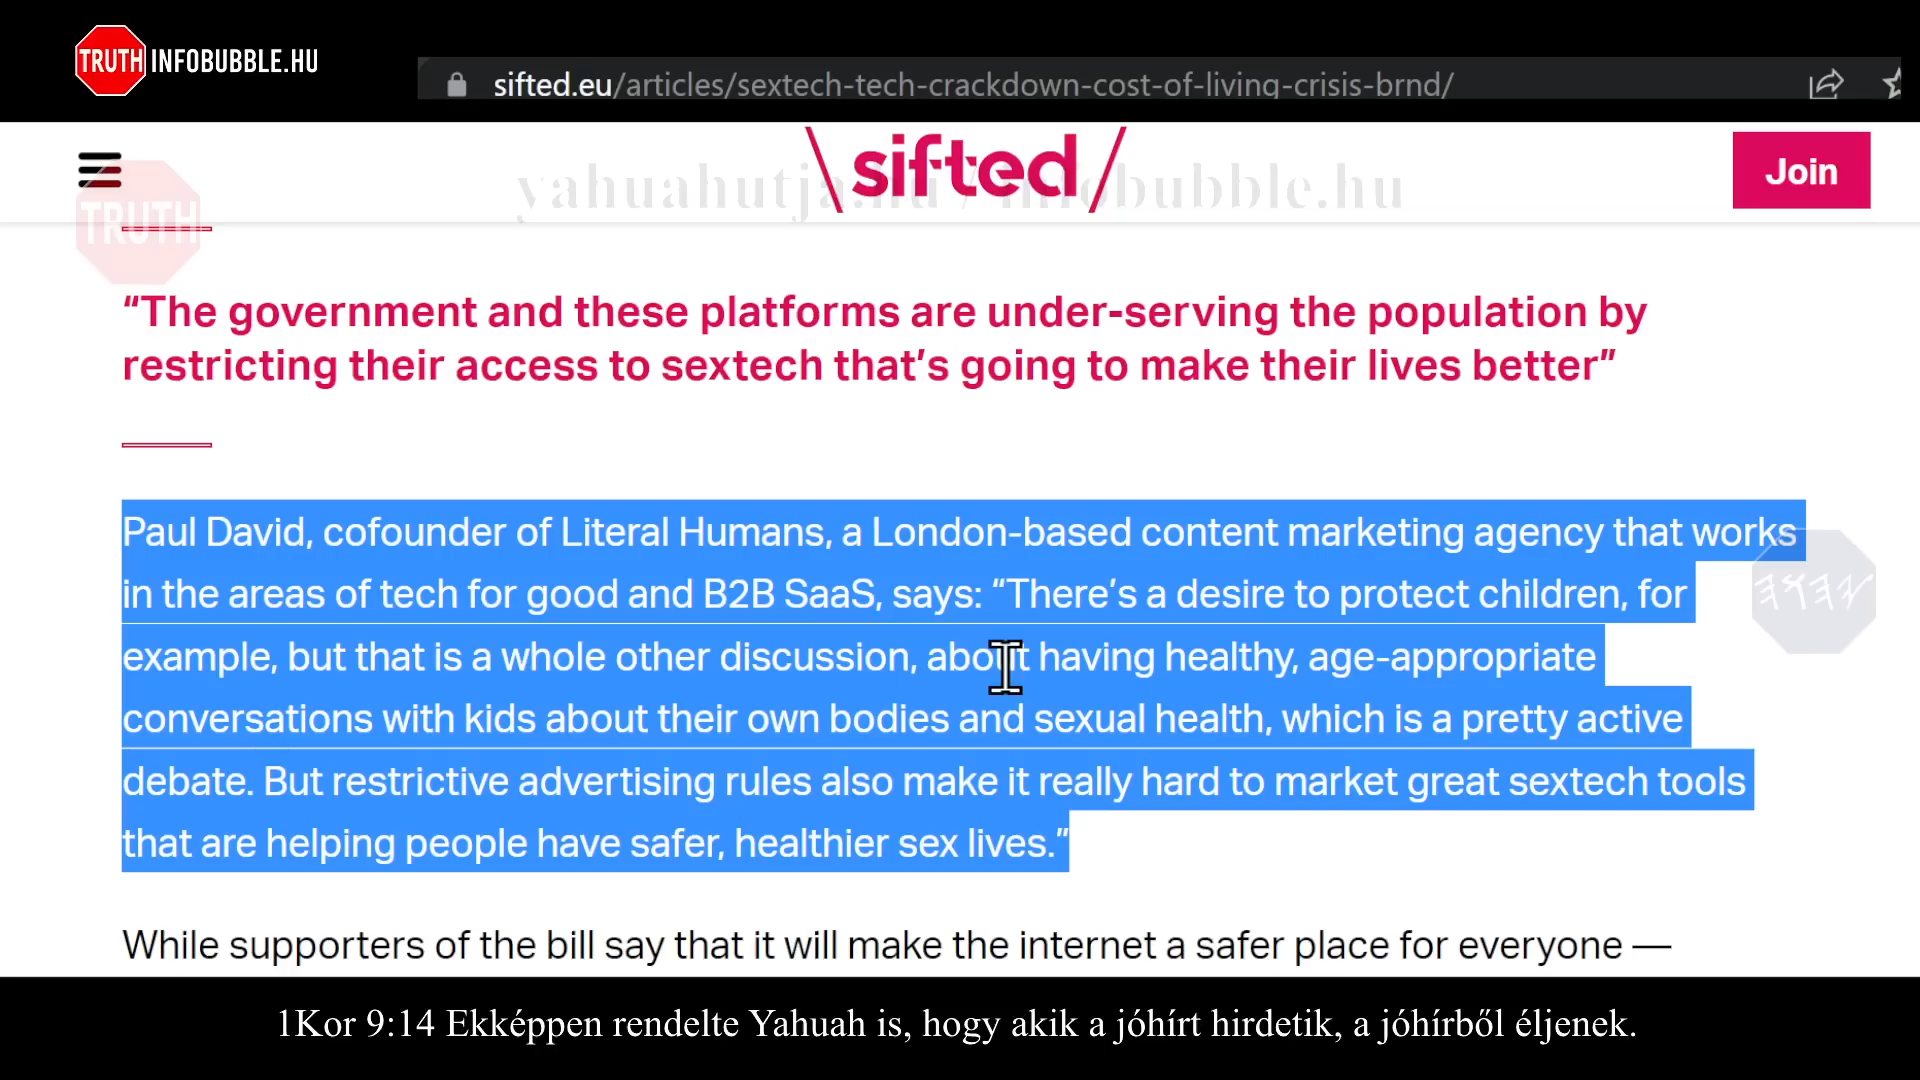 TRUTH INFOBUBBLE.HU
sifted.eu/articles/sextech-tech-crackdown-cost-of-living-crisis-brnd/
\sifted/
Join
yahuahutja.hu / infobubble.hu
TRUTH
“The government and these platforms are under-serving the population by
restricting their access to sextech that’s going to make their lives better”
Paul David, cofounder of Literal Humans, a London-based content marketing agency that works
in the areas of tech for good and B2B SaaS, says: “There’s a desire to protect children, for
example, but that is a whole other discussion, about having healthy, age-appropriate
conversations with kids about their own bodies and sexual health, which is a pretty active
debate. But restrictive advertising rules also make it really hard to market great sextech tools
that are helping people have safer, healthier sex lives.”
𐤉𐤄𐤅𐤄
While supporters of the bill say that it will make the internet a safer place for everyone —
1Kor 9:14 Ekképpen rendelte Yahuah is, hogy akik a jóhírt hirdetik, a jóhírből éljenek.